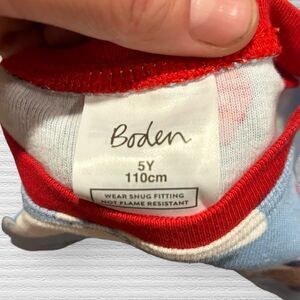 Boden
5Y
110cm
WEAR SNUG FITTING
NOT FLAME RESISTANT